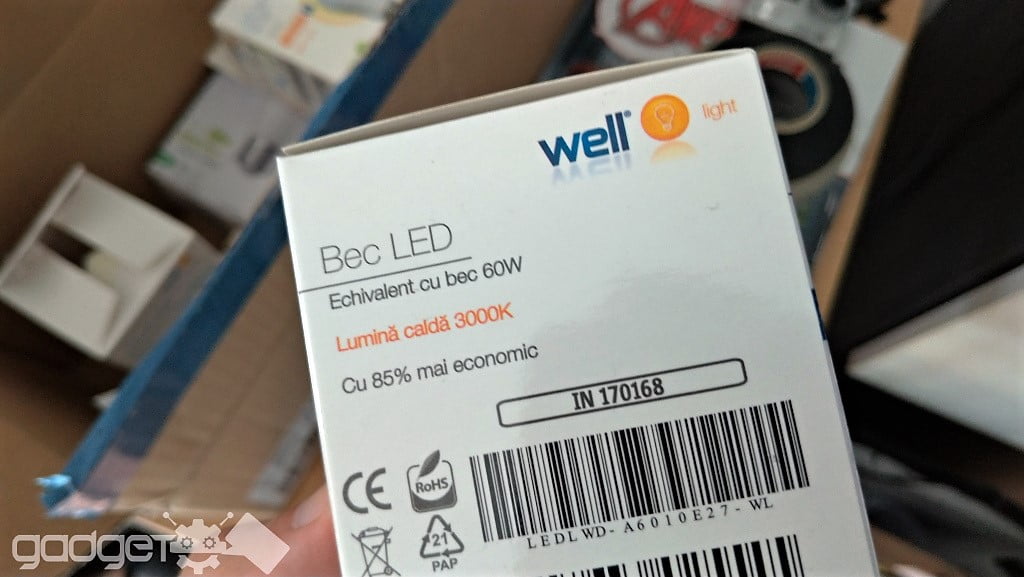 well® light
Bec LED
Echivalent cu bec 60W
Lumină caldă 3000K
Cu 85% mai economic
IN 170168
CE
RoHS
LEDLWD-A6010E27-WL
21
PAP
gadget